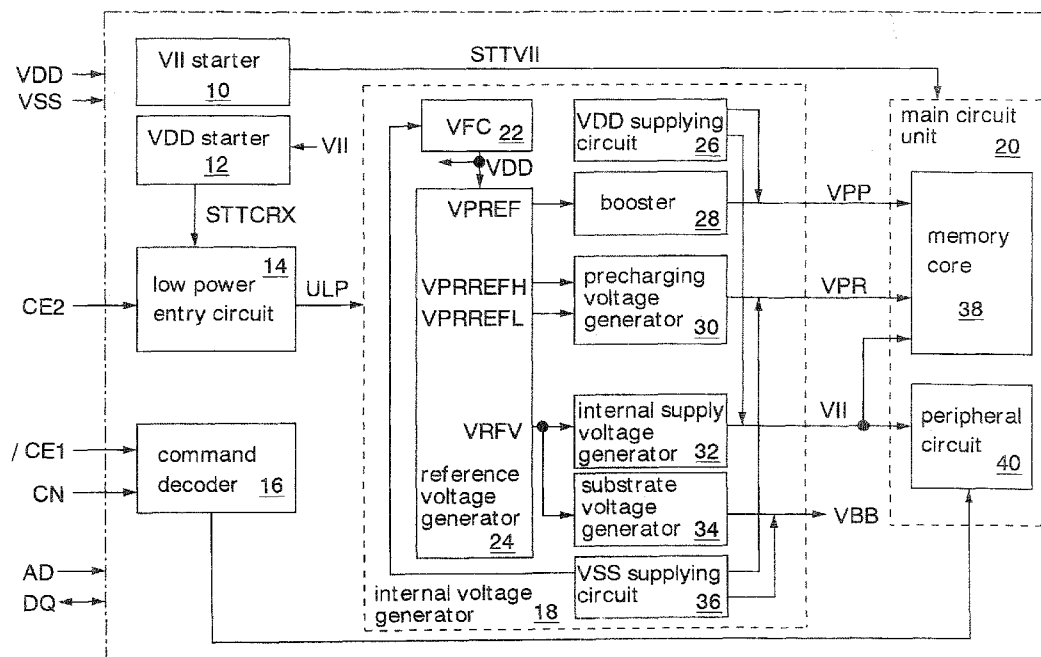 STTVII
VII starter
10
VDD
VSS
VDD starter
12
VII
STTCRX
14
low power
entry circuit
CE2
ULP
/ CE1
CN
command
decoder 16
AD
DQ
VFC 22
VDD
VPREF
VPRREFH
VPRREFL
VRFV
reference
voltage
generator
24
internal voltage
generator 18
VDD supplying
circuit 26
booster
28
precharging
voltage
generator 30
internal supply
voltage
generator 32
substrate
voltage
generator 34
VSS supplying
circuit 36
VPP
VPR
VII
VBB
main circuit
unit 20
memory
core
38
peripheral
circuit
40